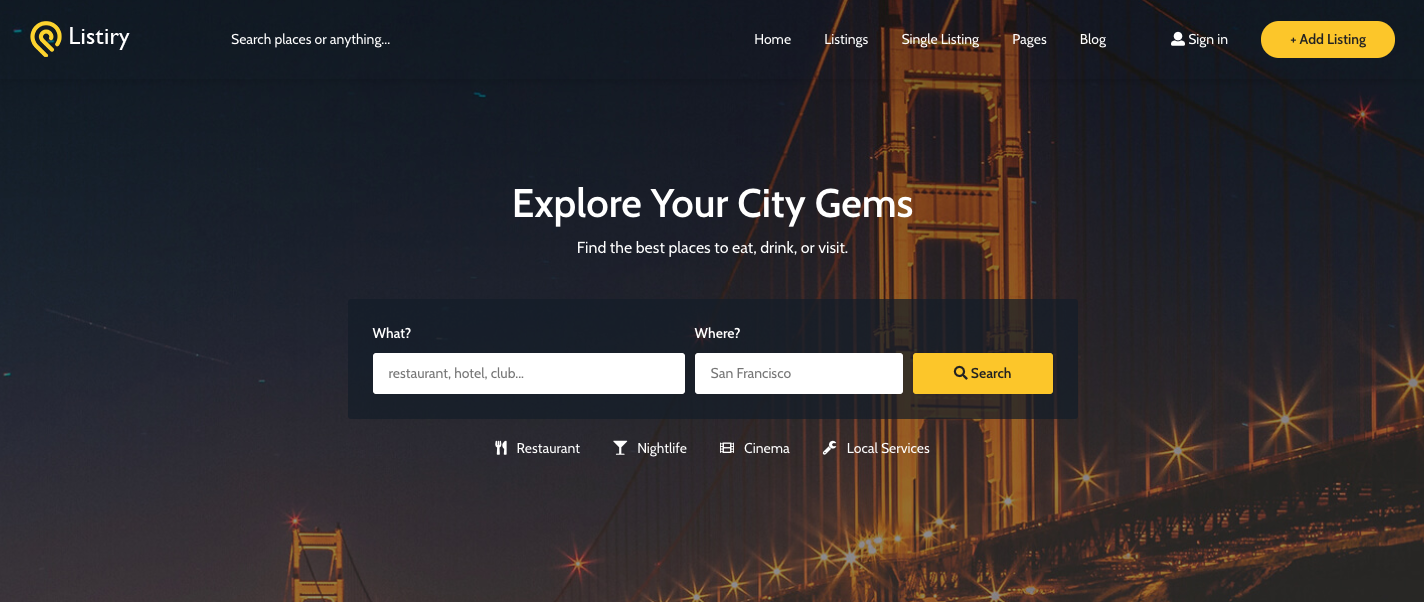 Listiry
Search places or anything...
Home
Listings
Single Listing
Pages
Blog
Sign in
+ Add Listing
Explore Your City Gems
Find the best places to eat, drink, or visit.
What?
Where?
restaurant, hotel, club...
San Francisco
Search
Restaurant
Nightlife
Cinema
Local Services